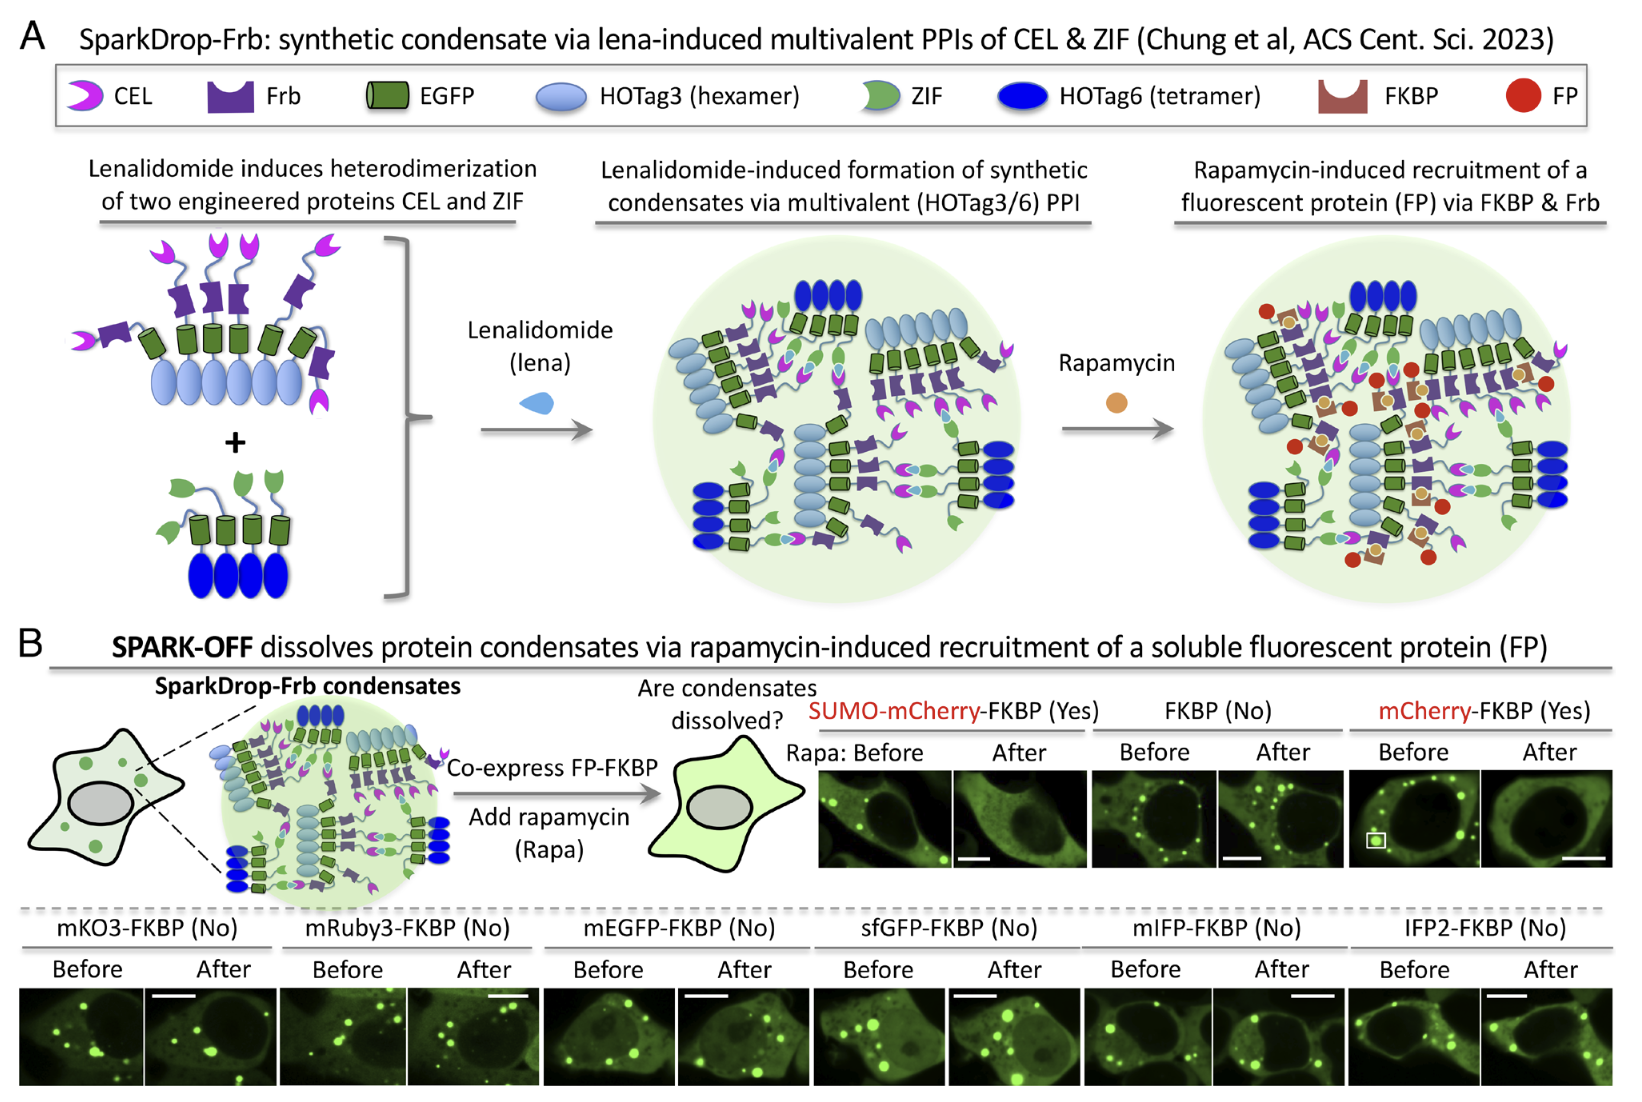 A
SparkDrop-Frb: synthetic condensate via lena-induced multivalent PPIs of CEL & ZIF (Chung et al, ACS Cent. Sci. 2023)
CEL Frb EGFP HOTag3 (hexamer) ZIF HOTag6 (tetramer) FKBP FP
Lenalidomide induces heterodimerization
of two engineered proteins CEL and ZIF
Lenalidomide-induced formation of synthetic
condensates via multivalent (HOTag3/6) PPI
Rapamycin-induced recruitment of a
fluorescent protein (FP) via FKBP & Frb
+
Lenalidomide
(lena)
Rapamycin
B
SPARK-OFF dissolves protein condensates via rapamycin-induced recruitment of a soluble fluorescent protein (FP)
SparkDrop-Frb condensates
Co-express FP-FKBP
Add rapamycin
(Rapa)
Are condensates
dissolved?
SUMO-mCherry-FKBP (Yes) FKBP (No) mCherry-FKBP (Yes)
Rapa: Before After Before After Before After
mKO3-FKBP (No) mRuby3-FKBP (No) mEGFP-FKBP (No) sfGFP-FKBP (No) mIFP-FKBP (No) IFP2-FKBP (No)
Before After Before After Before After Before After Before After Before After